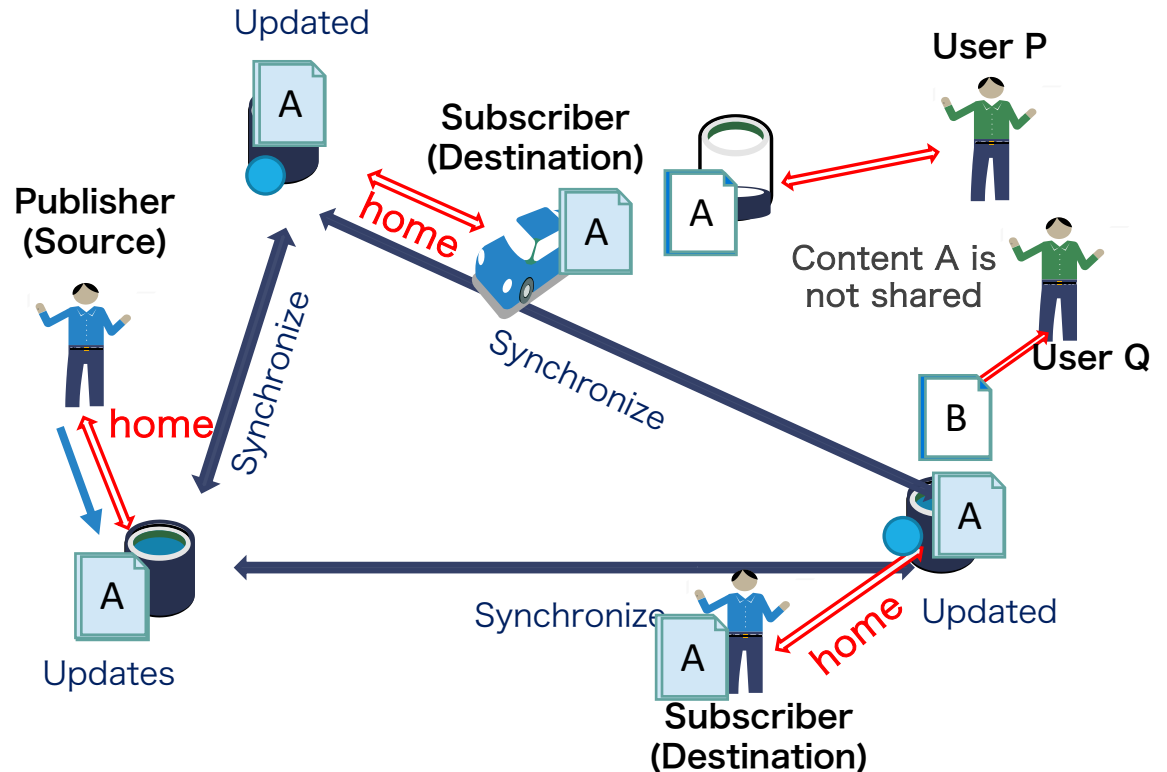 Updated
A
User P
Subscriber
(Destination)
home
A
A
Publisher
(Source)
Content A is
not shared
User Q
Synchronize
Synchronize
home
B
A
A
Synchronize
A
home
Updated
Updates
Subscriber
(Destination)